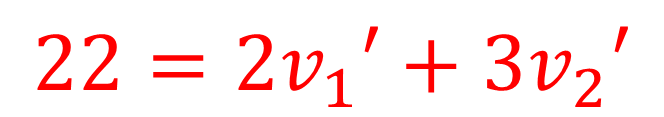 22 = 2v₁′ + 3v₂′